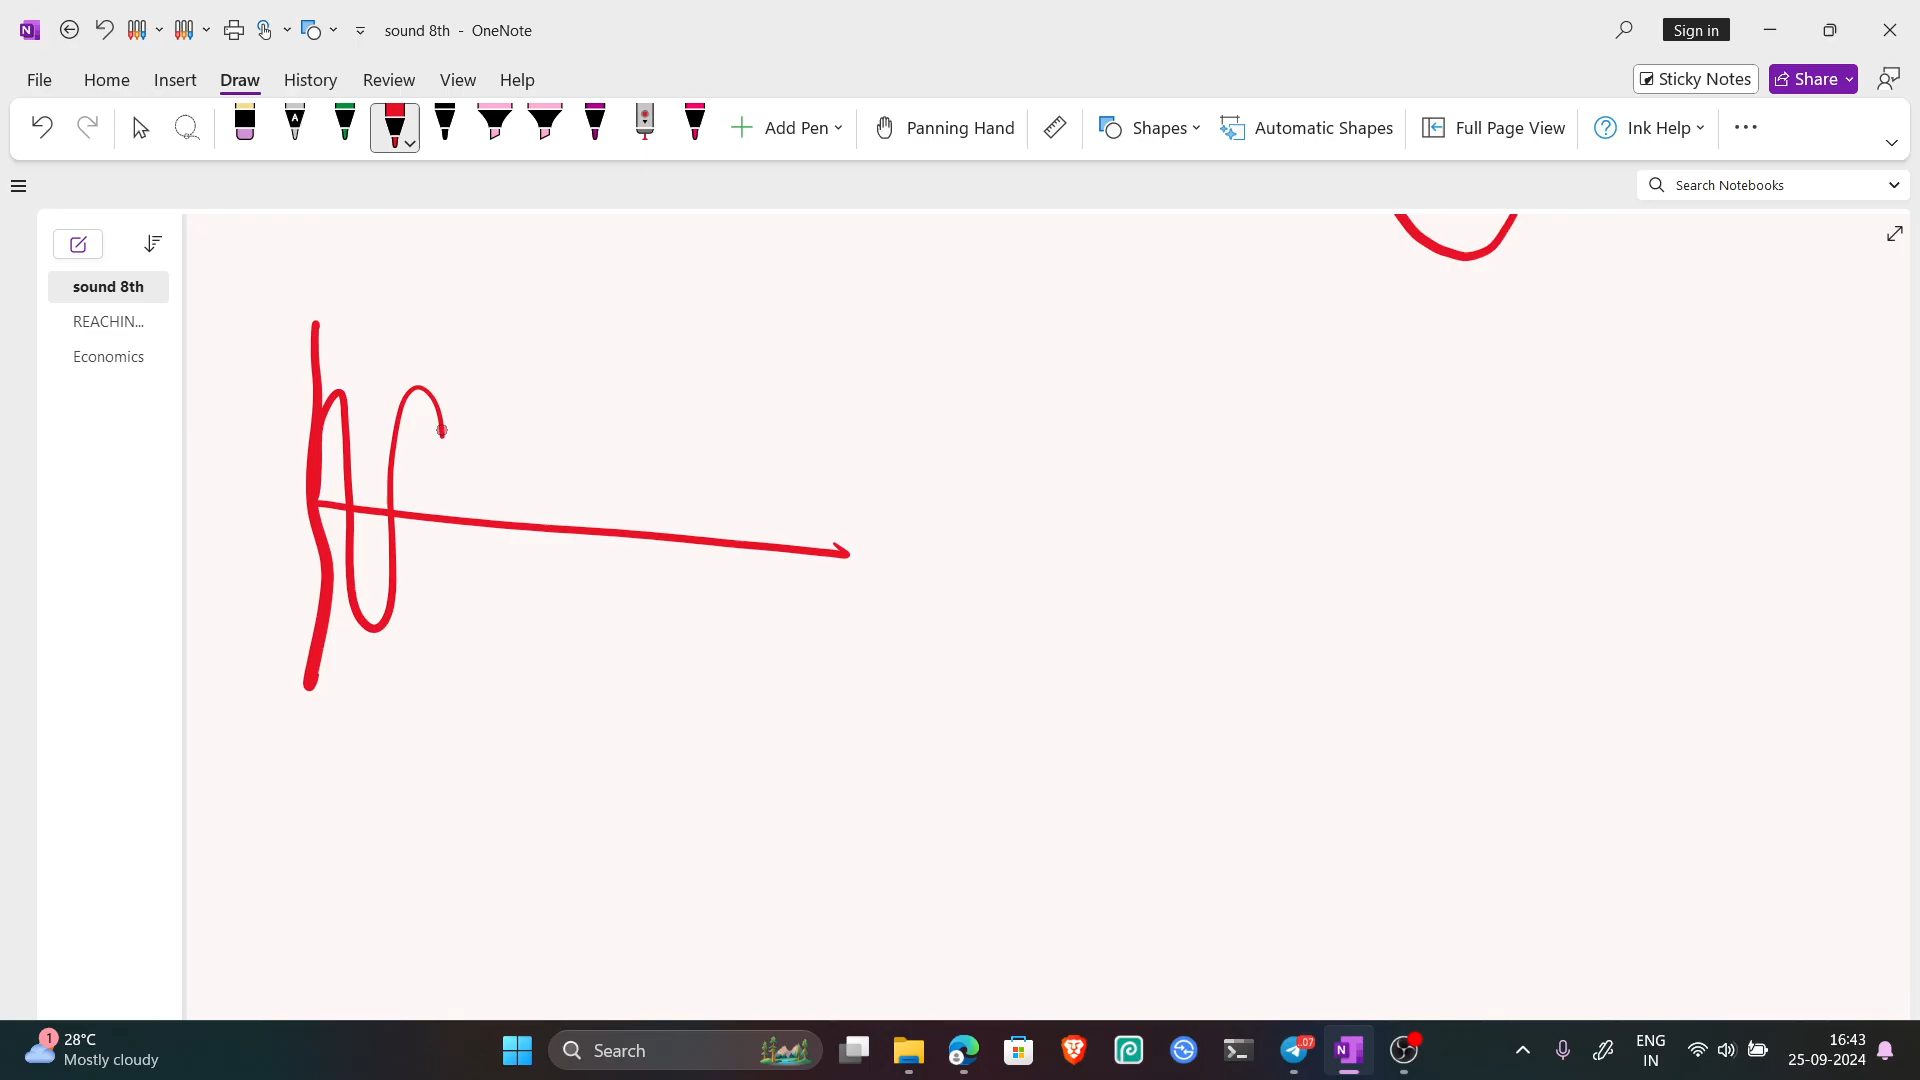 sound 8th - OneNote
Sign in
File Home Insert Draw History Review View Help
Sticky Notes
Share
A
Add Pen
Panning Hand
Shapes
Automatic Shapes
Full Page View
Ink Help
Search Notebooks
sound 8th
REACHIN...
Economics
1
28°C
Mostly cloudy
Search
.07
ENG
IN
16:43
25-09-2024